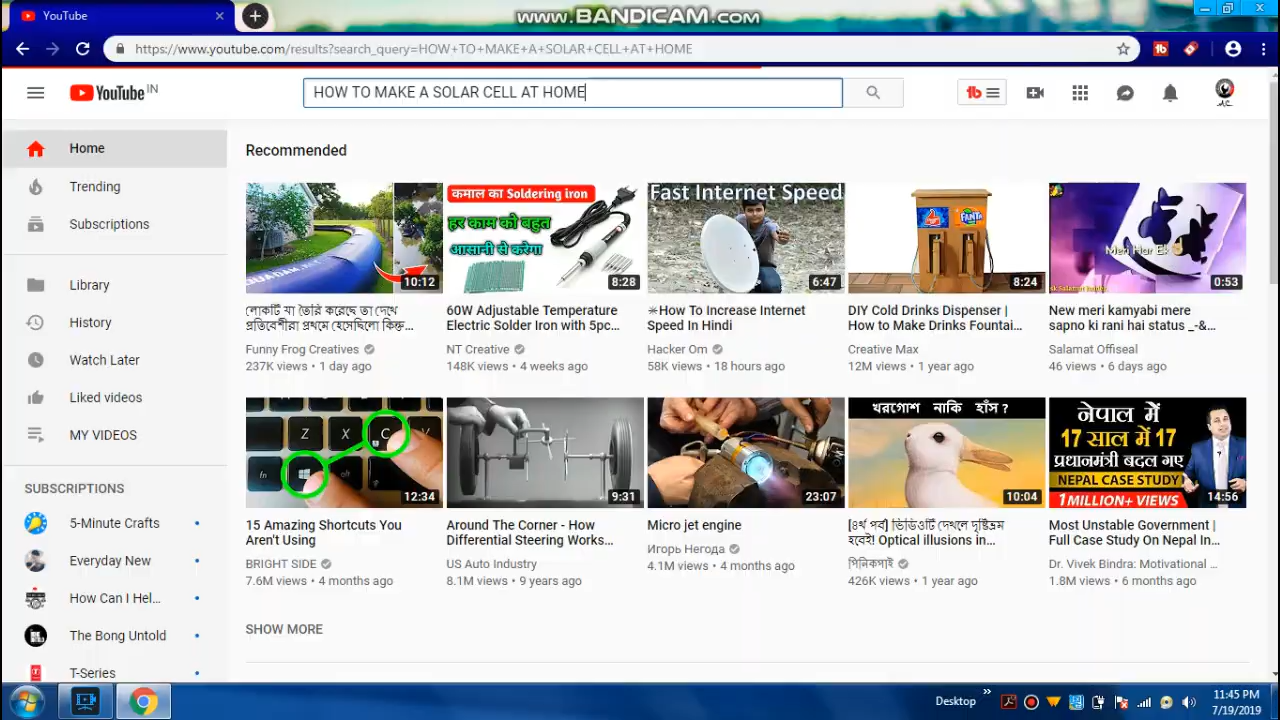 www.BANDICAM.com
YouTube
https://www.youtube.com/results?search_query=HOW+TO+MAKE+A+SOLAR+CELL+AT+HOME
YouTube IN
HOW TO MAKE A SOLAR CELL AT HOME
Home
Trending
Subscriptions
Library
History
Watch Later
Liked videos
MY VIDEOS
SUBSCRIPTIONS
5-Minute Crafts
Everyday New
How Can I Hel...
The Bong Untold
T-Series
Recommended
10:12
লোকটি যা তৈরি করেছে তা দেখে
প্রতিবেশীরা প্রথমে হেসেছিলো কিন্তু...
Funny Frog Creatives
237K views • 1 day ago
कमाल का Soldering iron
हर काम को बहुत
आसानी से करेगा
8:28
60W Adjustable Temperature
Electric Solder Iron with 5pc...
NT Creative
148K views • 4 weeks ago
Fast Internet Speed
6:47
✳How To Increase Internet
Speed In Hindi
Hacker Om
58K views • 18 hours ago
FANTA
8:24
DIY Cold Drinks Dispenser |
How to Make Drinks Fountai...
Creative Max
12M views • 1 year ago
Meri Har
0:53
New meri kamyabi mere
sapno ki rani hai status _-&...
Salamat Offiseal
46 views • 6 days ago
Z X C V
fn alt
12:34
15 Amazing Shortcuts You
Aren't Using
BRIGHT SIDE
7.6M views • 4 months ago
9:31
Around The Corner - How
Differential Steering Works...
US Auto Industry
8.1M views • 9 years ago
23:07
Micro jet engine
Игорь Негода
4.1M views • 4 months ago
খরগোশ নাকি হাঁস ?
10:04
[৪র্থ পর্ব] ভিডিওটি দেখলে দৃষ্টিভ্রম
হবেই! Optical illusions in...
পিনিকপাই
426K views • 1 year ago
नेपाल में
17 साल में 17
प्रधानमंत्री बदल गए
NEPAL CASE STUDY
1MILLION+ VIEWS
14:56
Most Unstable Government |
Full Case Study On Nepal In...
Dr. Vivek Bindra: Motivational ...
1.8M views • 6 months ago
SHOW MORE
Desktop
11:45 PM
7/19/2019